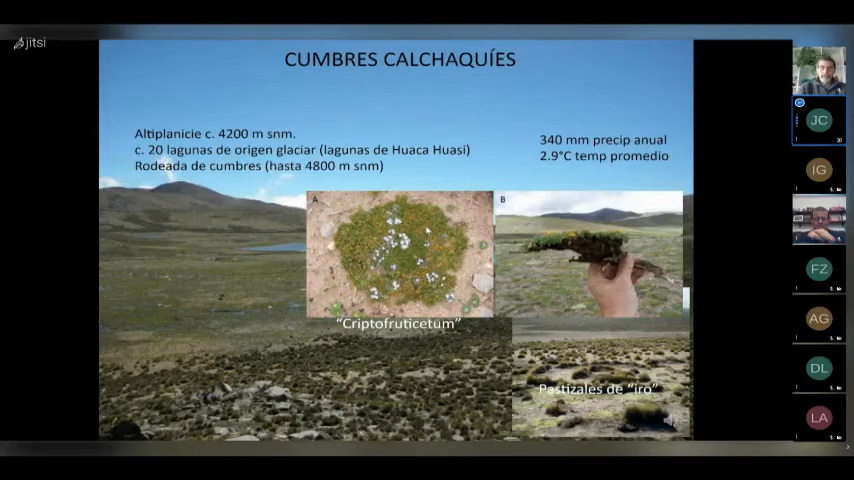 jitsi
CUMBRES CALCHAQUÍES
Altiplanicie c. 4200 m snm.
c. 20 lagunas de origen glaciar (lagunas de Huaca Huasi)
Rodeada de cumbres (hasta 4800 m snm)
340 mm precip anual
2.9°C temp promedio
A
B
"Criptofruticetum"
Pastizales de "iro"
JC
IG
FZ
AG
DL
LA